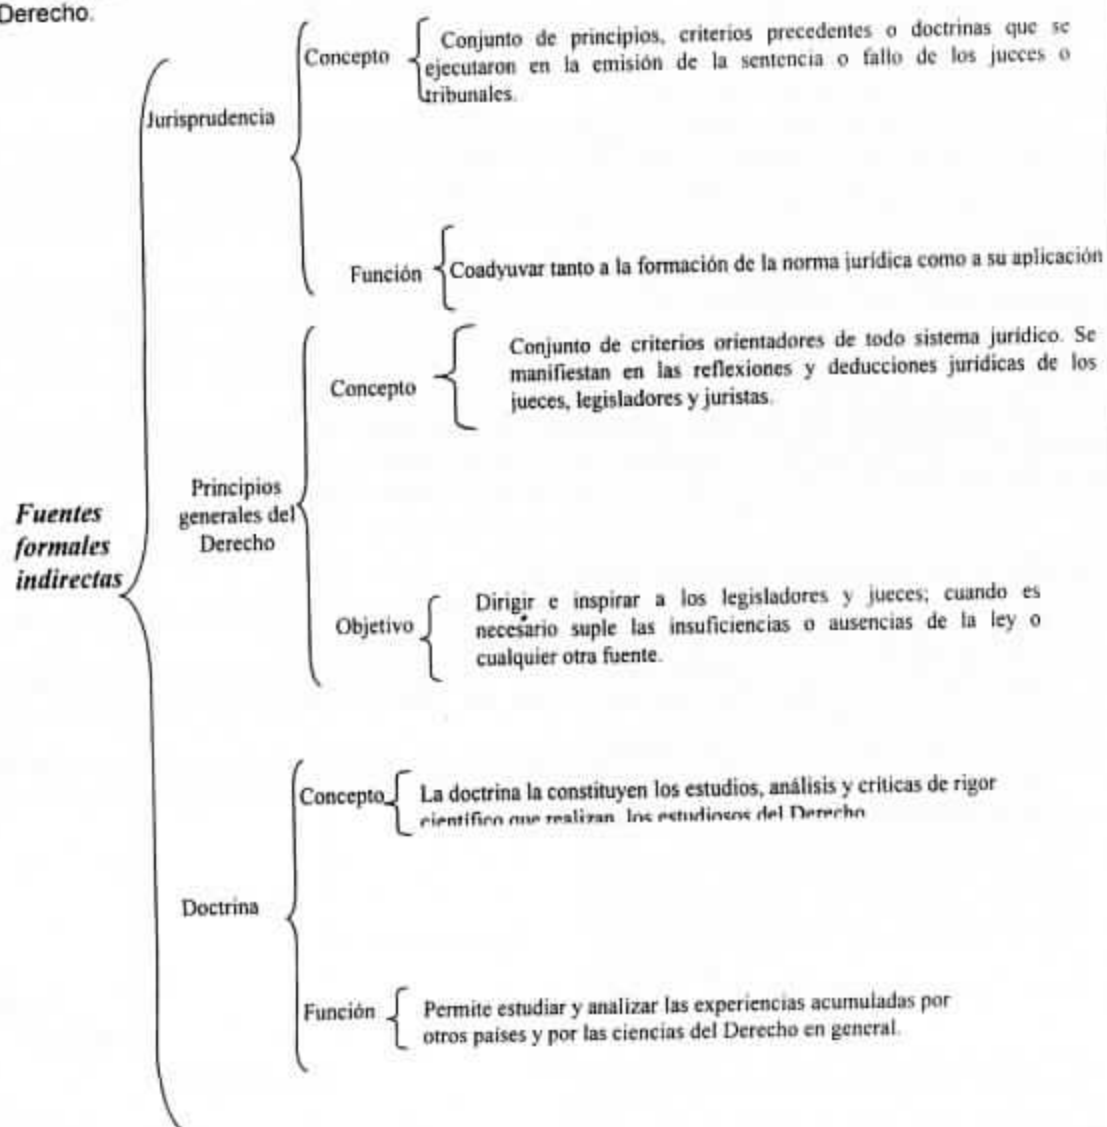 Derecho.
Concepto
Conjunto de principios, criterios precedentes o doctrinas que se
ejecutaron en la emisión de la sentencia o fallo de los jueces o
tribunales.
Jurisprudencia
Función
Coadyuvar tanto a la formación de la norma jurídica como a su aplicación
Concepto
Conjunto de criterios orientadores de todo sistema jurídico. Se
manifiestan en las reflexiones y deducciones jurídicas de los
jueces, legisladores y juristas.
Principios
generales del
Derecho
Fuentes
formales
indirectas
Objetivo
Dirigir e inspirar a los legisladores y jueces; cuando es
necesario suple las insuficiencias o ausencias de la ley o
cualquier otra fuente.
Concepto
La doctrina la constituyen los estudios, análisis y críticas de rigor
científico que realizan los estudiosos del Derecho
Doctrina
Función
Permite estudiar y analizar las experiencias acumuladas por
otros países y por las ciencias del Derecho en general.